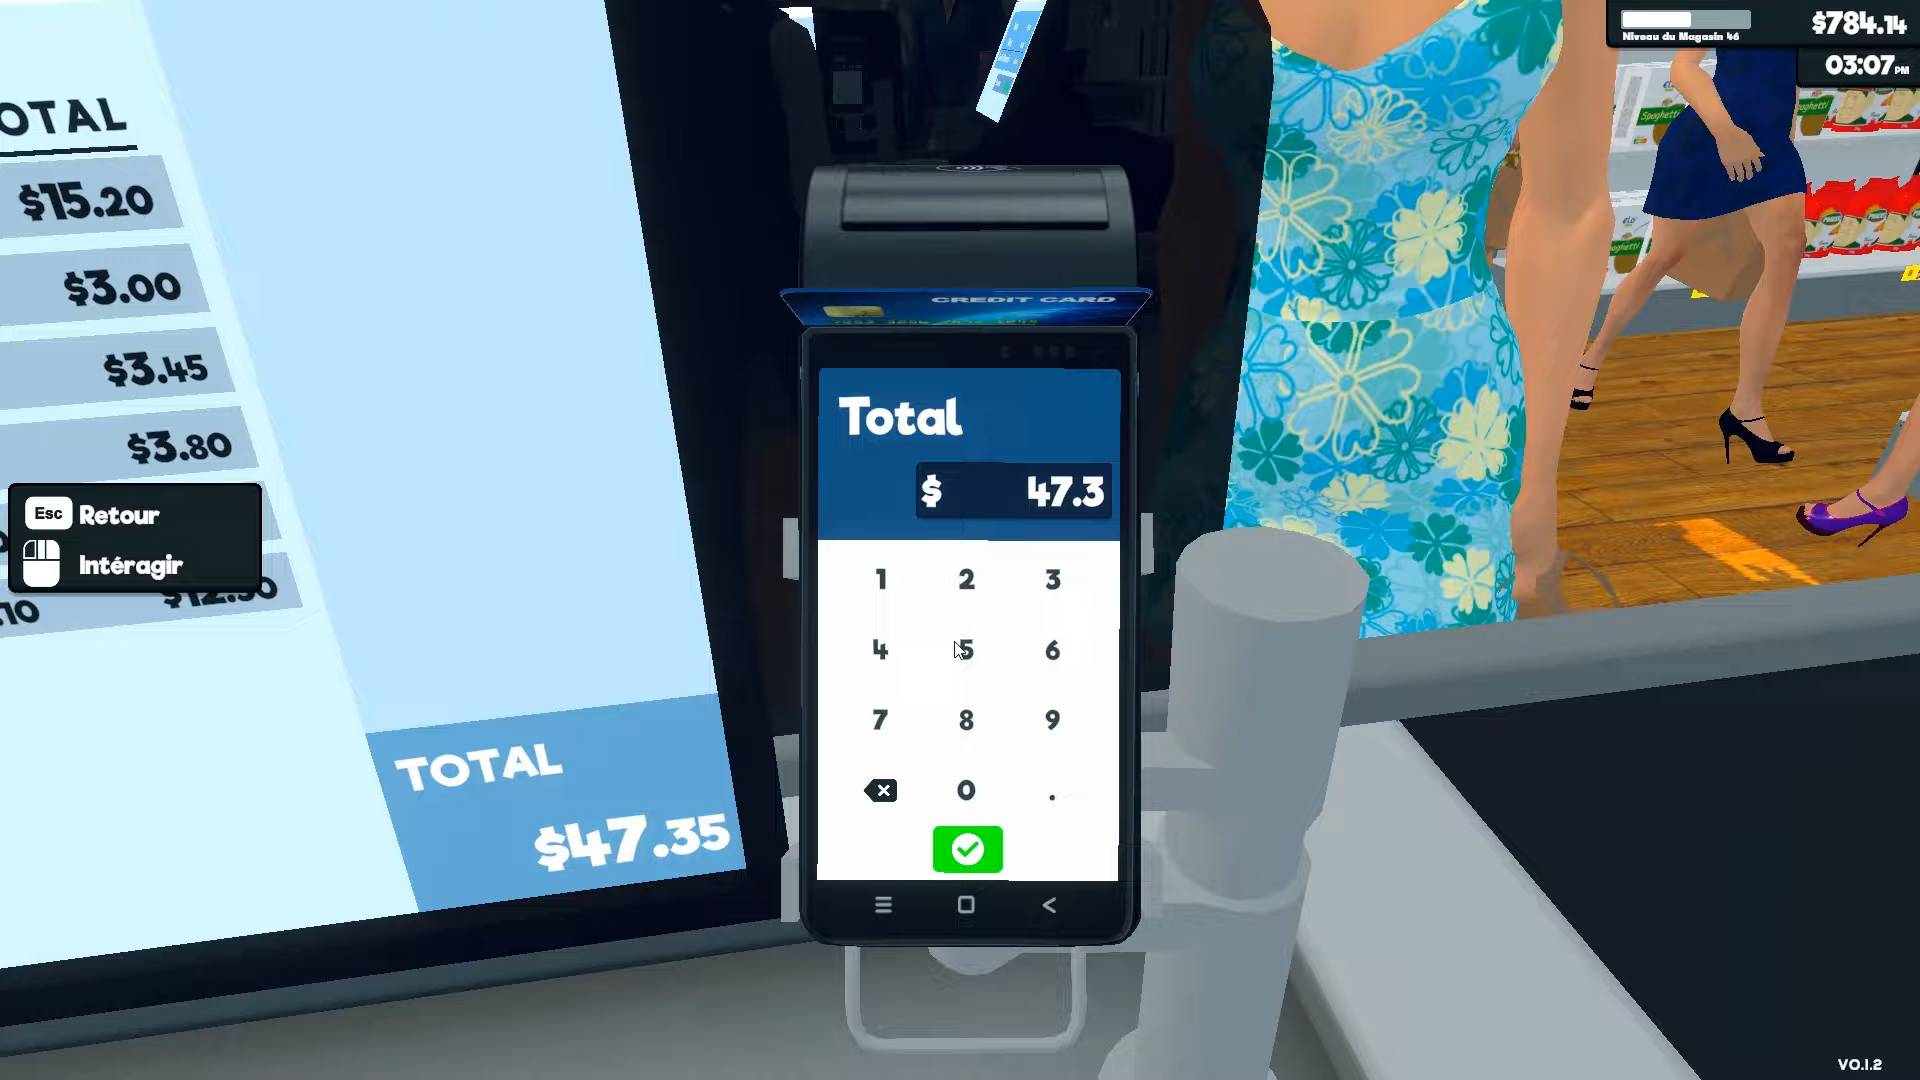 $784.14
Niveau du Magasin 46
03:07PM
OTAL
$15.20
$3.00
$3.45
$3.80
Esc Retour
Intéragir
.10
TOTAL
$47.35
CREDIT CARD
Total
$ 47.3
1 2 3
4 5 6
7 8 9
0 .
Spaghetti
V0.1.2